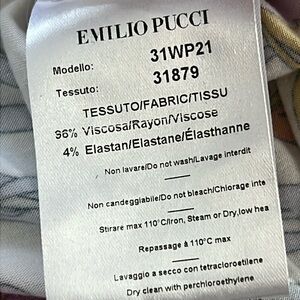 EMILIO PUCCI
Modello: 31WP21
Tessuto: 31879
TESSUTO/FABRIC/TISSU
96% Viscosa/Rayon/Viscose
4% Elastan/Elastane/Élasthanne
Non lavare/Do not wash/Lavage interdit
Non candeggiabile/Do not bleach/Chlorage inte
Stirare max 110°C/Iron, Steam or Dry, low hea
Repassage à 110°C max
Lavaggio a secco con tetracloroetilene
Dry clean with perchloroethylene